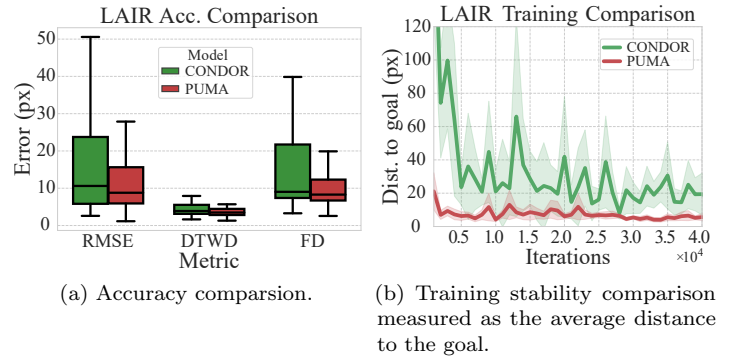 LAIR Acc. Comparison
Error (px)
50
40
30
20
10
0
Model
CONDOR
PUMA
RMSE DTWD FD
Metric
(a) Accuracy comparsion.
LAIR Training Comparison
Dist. to goal (px)
120
100
80
60
40
20
0
CONDOR
PUMA
0.5 1.0 1.5 2.0 2.5 3.0 3.5 4.0
Iterations
×10⁴
(b) Training stability comparison
measured as the average distance
to the goal.